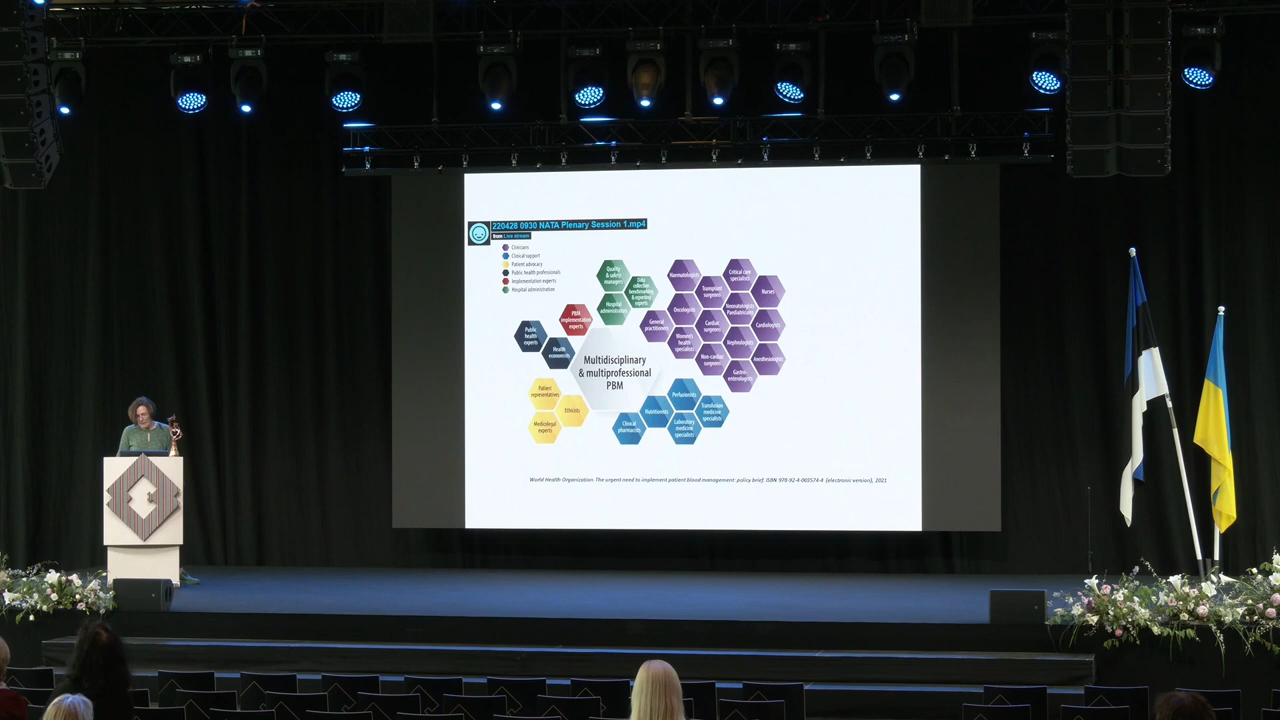 220428 0930 NATA Plenary Session 1.mp4
from Live stream
Clinicians
Clinical support
Patient advocacy
Public health professionals
Implementation experts
Hospital administration
Quality
& safety
managers
Data
collection
benchmarking
& reporting
experts
Hospital
administrators
PBM
implementation
experts
Public
health
experts
Health
economists
Multidisciplinary
& multiprofessional
PBM
Patient
representatives
Ethicists
Medicolegal
experts
Haematologists
Critical care
specialists
Transplant
surgeons
Nurses
Oncologists
Neonatologists
Paediatricians
General
practitioners
Cardiac
surgeons
Cardiologists
Women's
health
specialists
Nephrologists
Non-cardiac
surgeons
Anesthesiologists
Gastro-
enterologists
Perfusionists
Nutritionists
Transfusion
medicine
specialists
Clinical
pharmacists
Laboratory
medicine
specialists
World Health Organization. The urgent need to implement patient blood management: policy brief. ISBN 978-92-4-003574-4 (electronic version), 2021